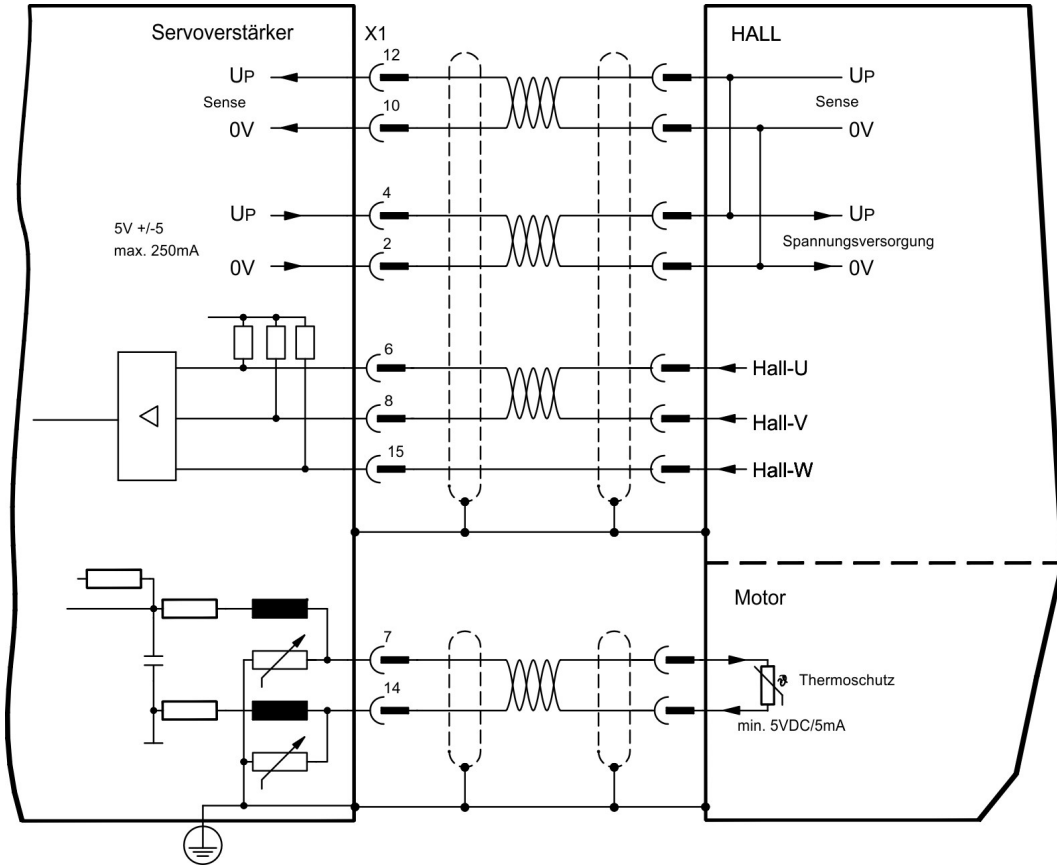 Servoverstärker X1 HALL
12
UP UP
Sense Sense
10
0V 0V
4
UP UP
5V +/-5
max. 250mA
Spannungsversorgung
2
0V 0V
6
Hall-U
8
Hall-V
15
Hall-W
Motor
7
ϑ Thermoschutz
14
min. 5VDC/5mA